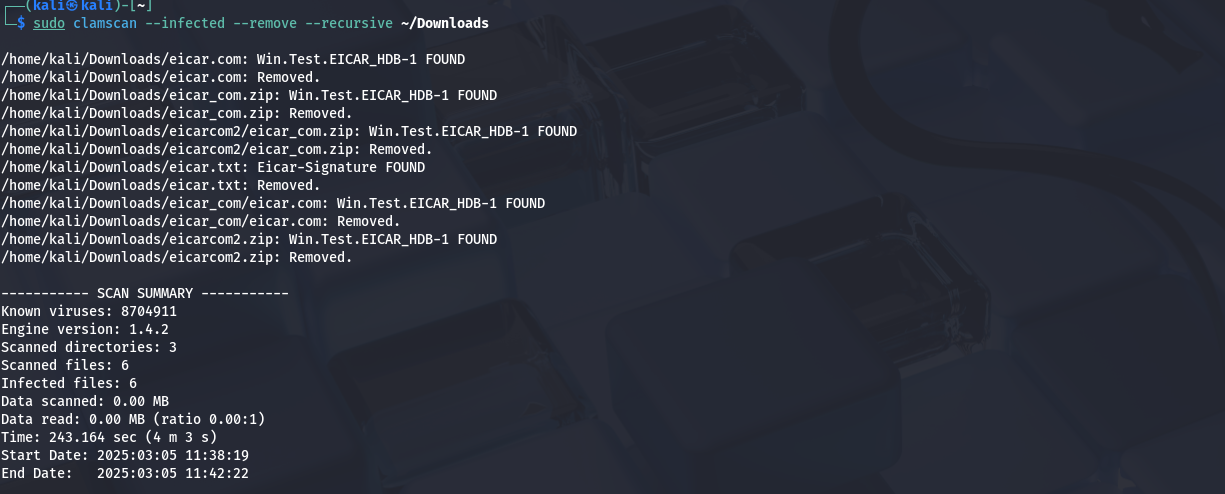 ┌──(kali㉿kali)-[~]
└─$ sudo clamscan --infected --remove --recursive ~/Downloads
/home/kali/Downloads/eicar.com: Win.Test.EICAR_HDB-1 FOUND
/home/kali/Downloads/eicar.com: Removed.
/home/kali/Downloads/eicar_com.zip: Win.Test.EICAR_HDB-1 FOUND
/home/kali/Downloads/eicar_com.zip: Removed.
/home/kali/Downloads/eicarcom2/eicar_com.zip: Win.Test.EICAR_HDB-1 FOUND
/home/kali/Downloads/eicarcom2/eicar_com.zip: Removed.
/home/kali/Downloads/eicar.txt: Eicar-Signature FOUND
/home/kali/Downloads/eicar.txt: Removed.
/home/kali/Downloads/eicar_com/eicar.com: Win.Test.EICAR_HDB-1 FOUND
/home/kali/Downloads/eicar_com/eicar.com: Removed.
/home/kali/Downloads/eicarcom2.zip: Win.Test.EICAR_HDB-1 FOUND
/home/kali/Downloads/eicarcom2.zip: Removed.
----------- SCAN SUMMARY -----------
Known viruses: 8704911
Engine version: 1.4.2
Scanned directories: 3
Scanned files: 6
Infected files: 6
Data scanned: 0.00 MB
Data read: 0.00 MB (ratio 0.00:1)
Time: 243.164 sec (4 m 3 s)
Start Date: 2025:03:05 11:38:19
End Date:   2025:03:05 11:42:22